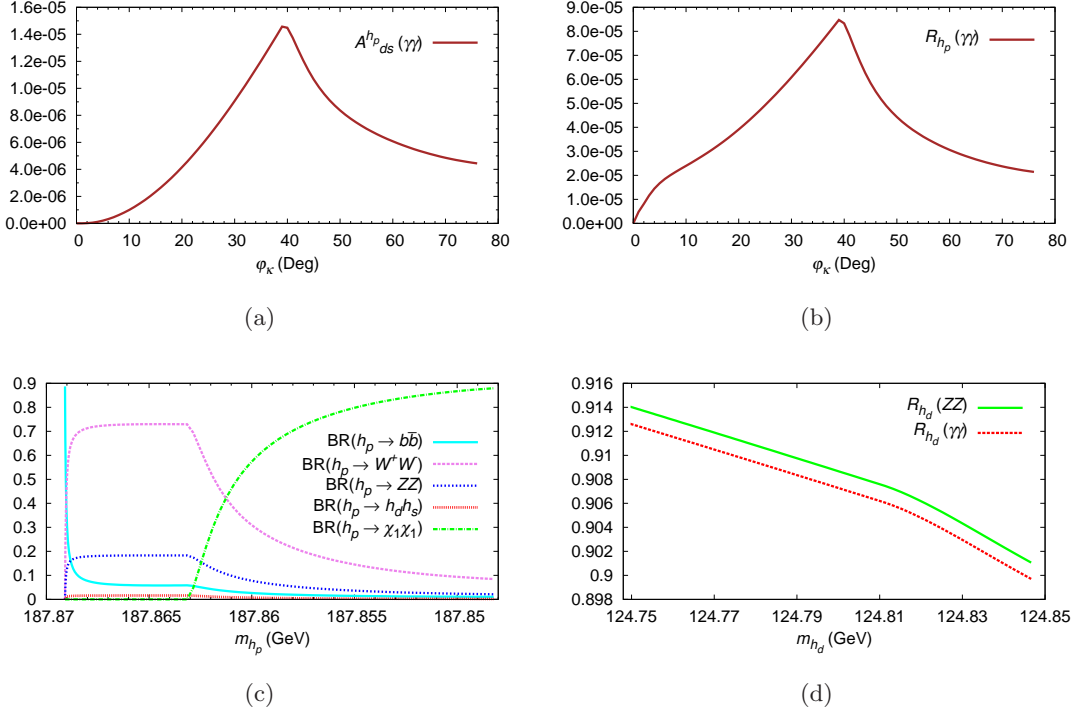 1.6e-05
1.4e-05
1.2e-05
1.0e-05
8.0e-06
6.0e-06
4.0e-06
2.0e-06
0.0e+00
0 10 20 30 40 50 60 70 80
φκ (Deg)
A^{h_p}_{ds} (γγ)
(a)
9.0e-05
8.0e-05
7.0e-05
6.0e-05
5.0e-05
4.0e-05
3.0e-05
2.0e-05
1.0e-05
0.0e+00
0 10 20 30 40 50 60 70 80
φκ (Deg)
R_{h_p} (γγ)
(b)
0.9
0.8
0.7
0.6
0.5
0.4
0.3
0.2
0.1
0
187.87 187.865 187.86 187.855 187.85
m_{h_p} (GeV)
BR(h_p → bb̅)
BR(h_p → W⁺W)
BR(h_p → ZZ)
BR(h_p → h_d h_s)
BR(h_p → χ₁χ₁)
(c)
0.916
0.914
0.912
0.91
0.908
0.906
0.904
0.902
0.9
0.898
124.75 124.77 124.79 124.81 124.83 124.85
m_{h_d} (GeV)
R_{h_d} (ZZ)
R_{h_d} (γγ)
(d)